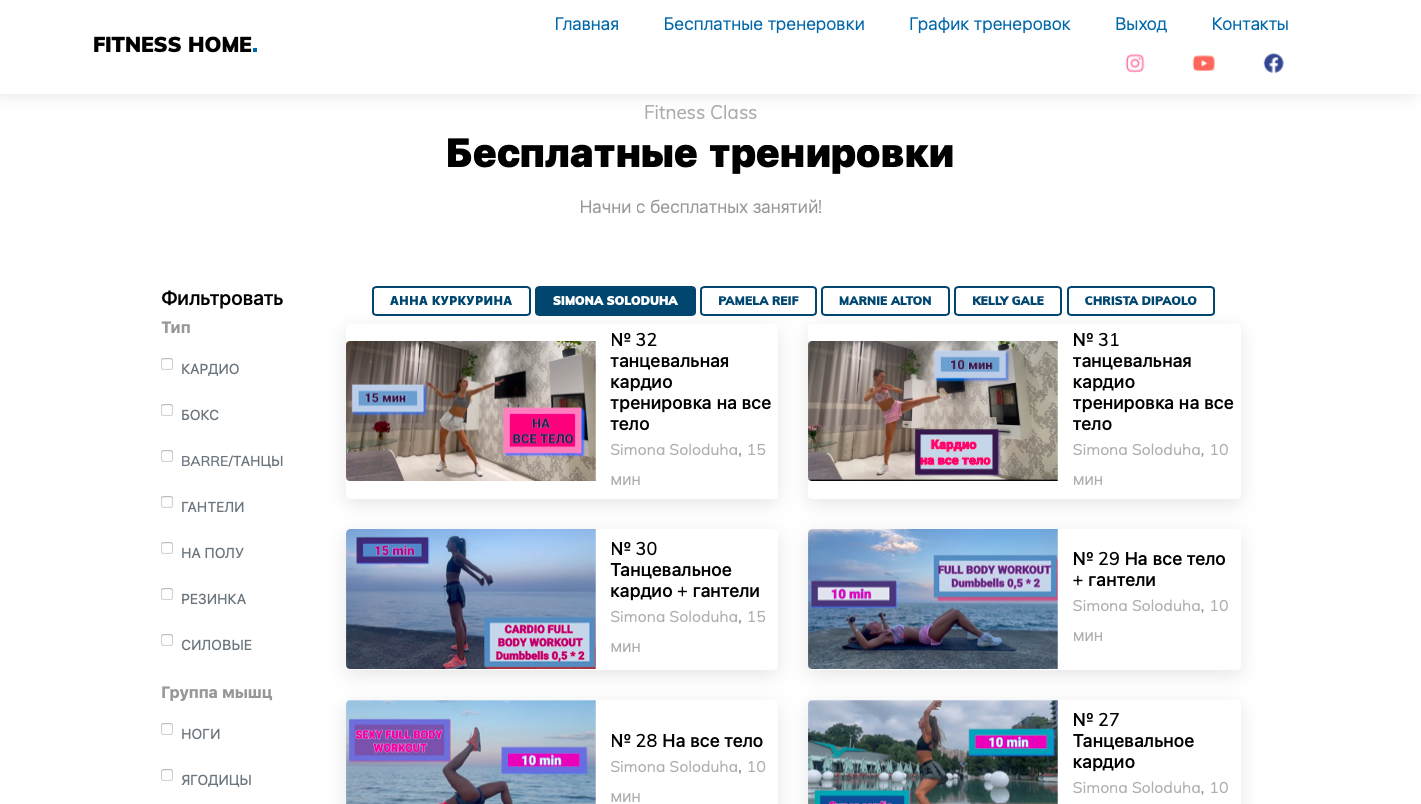 FITNESS HOME.
Главная Бесплатные тренеровки График тренеровок Выход Контакты
Fitness Class
Бесплатные тренировки
Начни с бесплатных занятий!
Фильтровать
Тип
КАРДИО
БОКС
BARRE/ТАНЦЫ
ГАНТЕЛИ
НА ПОЛУ
РЕЗИНКА
СИЛОВЫЕ
Группа мышц
НОГИ
ЯГОДИЦЫ
АННА КУРКУРИНА SIMONA SOLODUHA PAMELA REIF MARNIE ALTON KELLY GALE CHRISTA DIPAOLO
15 мин
НА
ВСЕ ТЕЛО
№ 32
танцевальная
кардио
тренировка на все
тело
Simona Soloduha, 15
мин
10 мин
Кардио
на все тело
№ 31
танцевальная
кардио
тренировка на все
тело
Simona Soloduha, 10
мин
15 min
CARDIO FULL
BODY WORKOUT
Dumbbells 0,5 * 2
№ 30
Танцевальное
кардио + гантели
Simona Soloduha, 15
мин
10 min
FULL BODY WORKOUT
Dumbbells 0,5 * 2
№ 29 На все тело
+ гантели
Simona Soloduha, 10
мин
SEXY FULL BODY
WORKOUT
10 min
№ 28 На все тело
Simona Soloduha, 10
мин
10 min
№ 27
Танцевальное
кардио
Simona Soloduha, 10